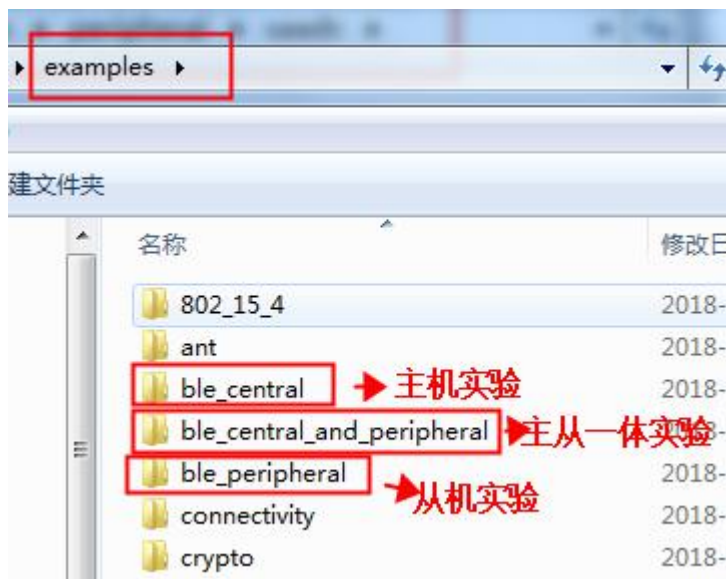 examples
建文件夹
名称 修改日
802_15_4 2018-
ant 2018-
ble_central 主机实验 2018-
ble_central_and_peripheral 主从一体实验 8-
ble_peripheral 从机实验 2018-
connectivity 2018-
crypto 2018-